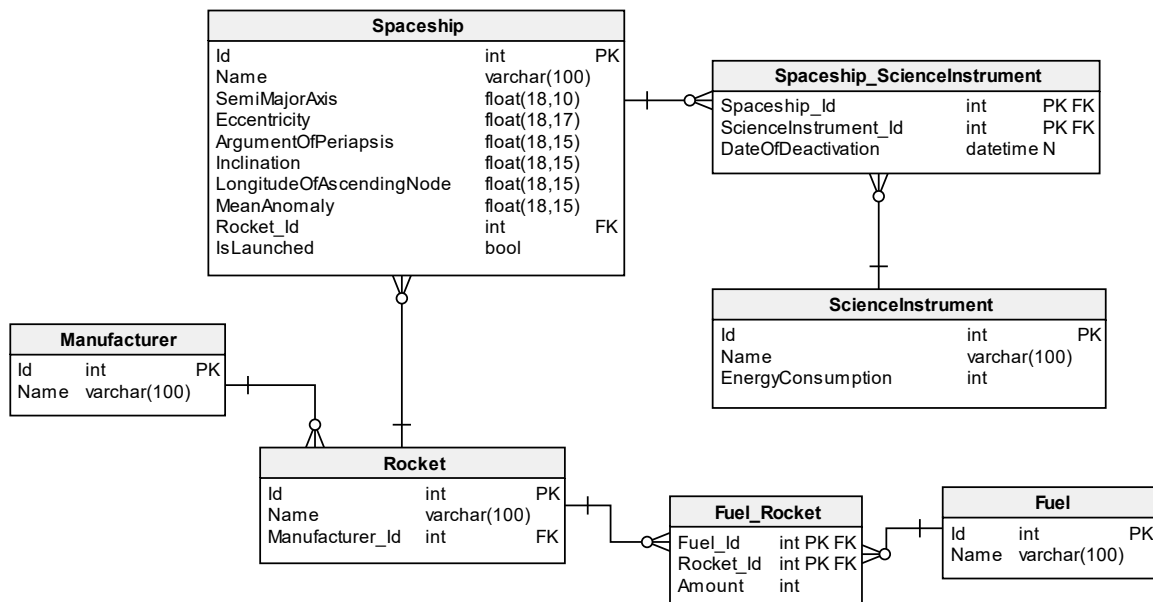 Spaceship
Id int PK
Name varchar(100)
SemiMajorAxis float(18,10)
Eccentricity float(18,17)
ArgumentOfPeriapsis float(18,15)
Inclination float(18,15)
LongitudeOfAscendingNode float(18,15)
MeanAnomaly float(18,15)
Rocket_Id int FK
IsLaunched bool
Spaceship_ScienceInstrument
Spaceship_Id int PK FK
ScienceInstrument_Id int PK FK
DateOfDeactivation datetime N
ScienceInstrument
Id int PK
Name varchar(100)
EnergyConsumption int
Manufacturer
Id int PK
Name varchar(100)
Rocket
Id int PK
Name varchar(100)
Manufacturer_Id int FK
Fuel_Rocket
Fuel_Id int PK FK
Rocket_Id int PK FK
Amount int
Fuel
Id int PK
Name varchar(100)